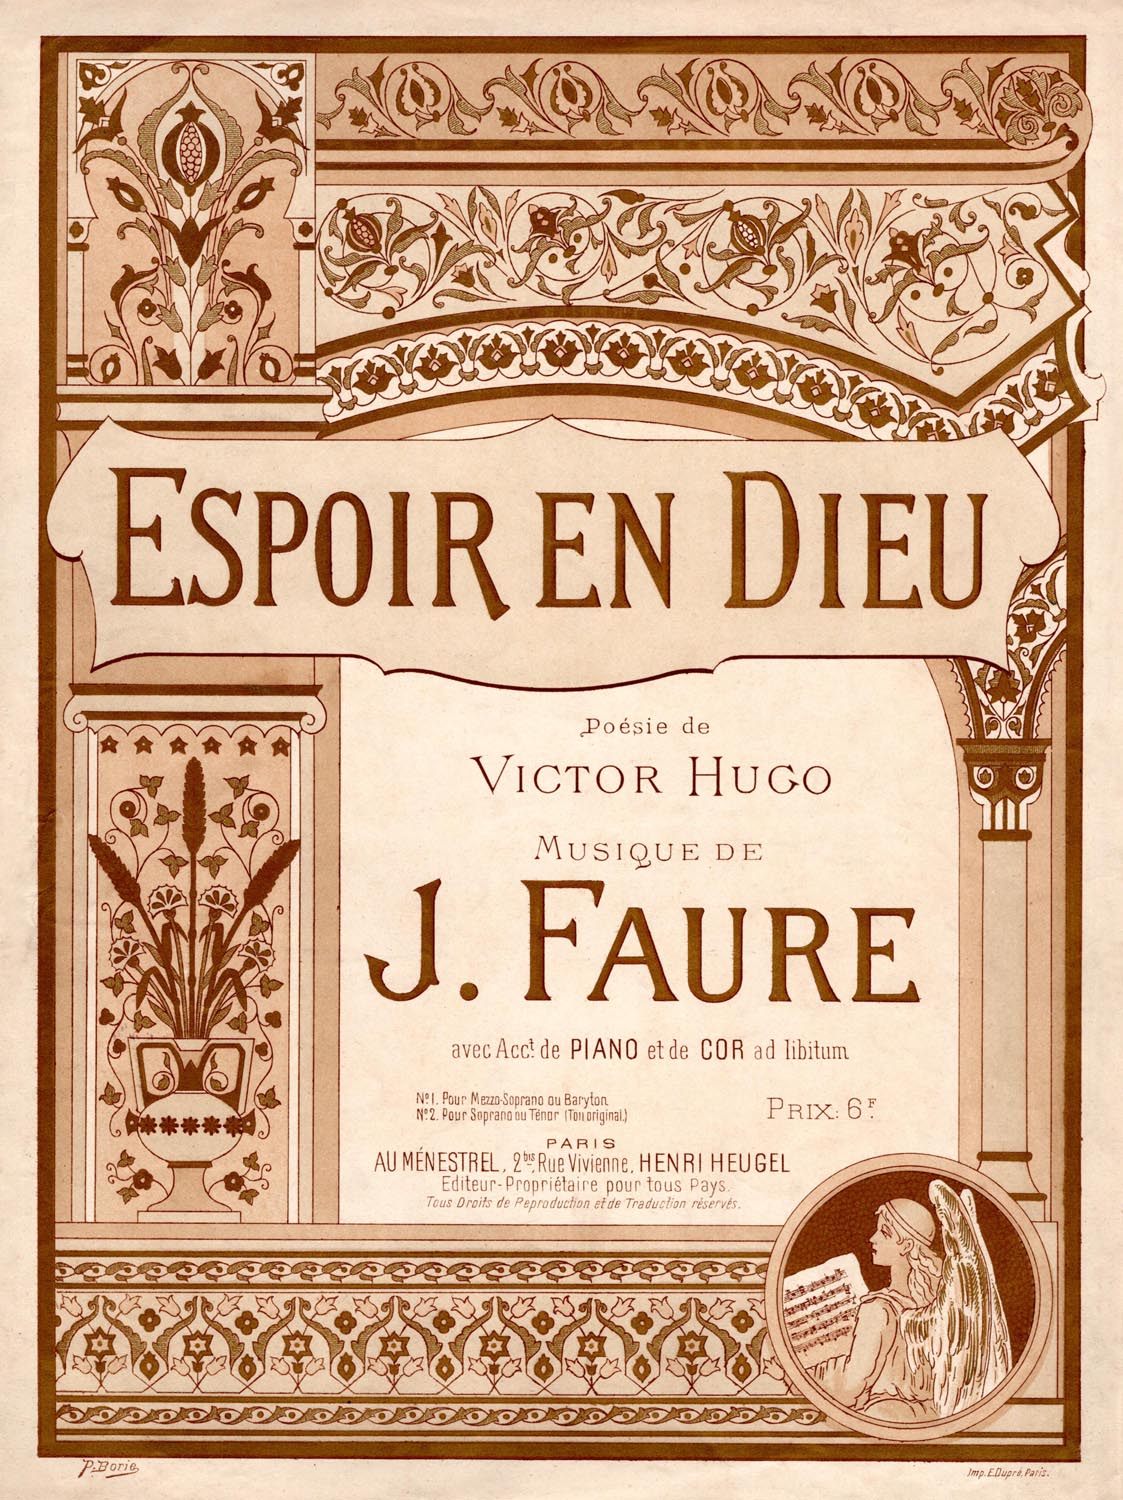 ESPOIR EN DIEU
Poésie de
VICTOR HUGO
MUSIQUE DE
J. FAURE
avec Acct. de PIANO et de COR ad libitum
No1. Pour Mezzo-Soprano ou Baryton.
No2. Pour Soprano ou Ténor (Ton original.)
PRIX: 6F.
PARIS
AU MÉNESTREL, 2bis, Rue Vivienne, HENRI HEUGEL
Editeur-Propriétaire pour tous Pays.
Tous Droits de Reproduction et de Traduction réservés.
P. Borie
Imp. E. Dupré, Paris.